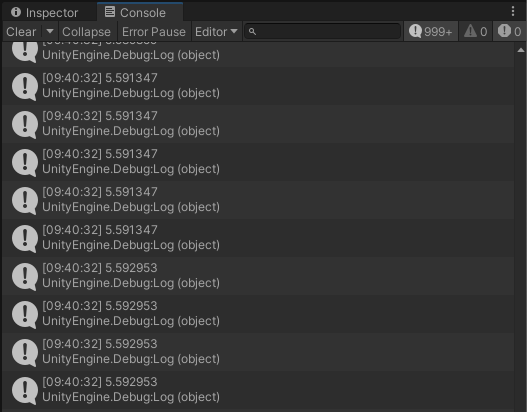 Inspector Console
Clear Collapse Error Pause Editor 999+ 0 0
UnityEngine.Debug:Log (object)
[09:40:32] 5.591347
UnityEngine.Debug:Log (object)
[09:40:32] 5.591347
UnityEngine.Debug:Log (object)
[09:40:32] 5.591347
UnityEngine.Debug:Log (object)
[09:40:32] 5.591347
UnityEngine.Debug:Log (object)
[09:40:32] 5.591347
UnityEngine.Debug:Log (object)
[09:40:32] 5.592953
UnityEngine.Debug:Log (object)
[09:40:32] 5.592953
UnityEngine.Debug:Log (object)
[09:40:32] 5.592953
UnityEngine.Debug:Log (object)
[09:40:32] 5.592953
UnityEngine.Debug:Log (object)